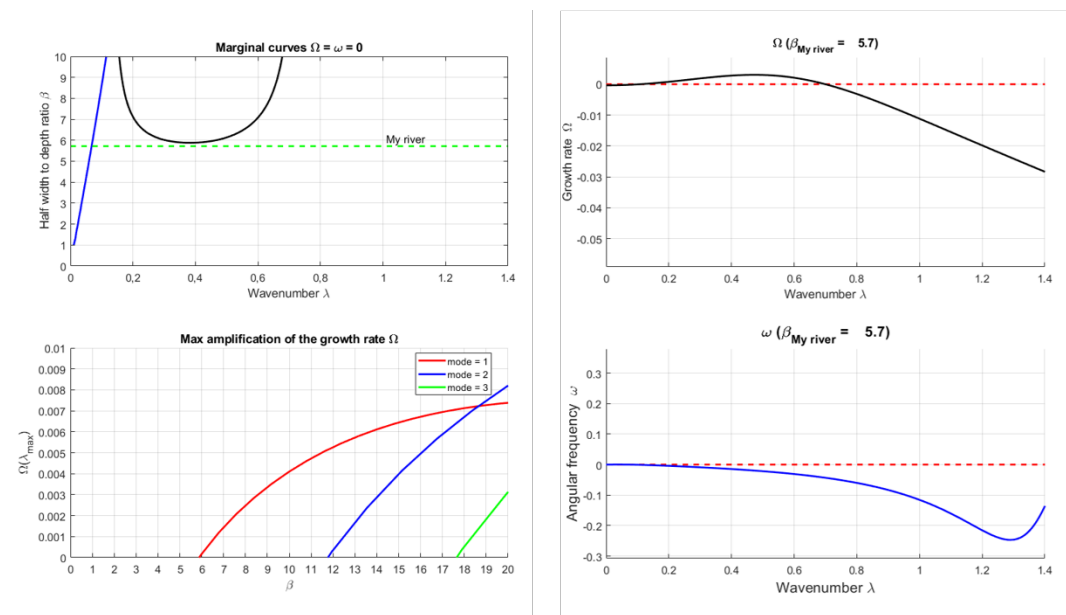 Marginal curves Ω = ω = 0
Half width to depth ratio β
10
9
8
7
6
5
4
3
2
1
0
My river
0 0,2 0,4 0,6 0,8 1 1.2 1.4
Wavenumber λ
Max amplification of the growth rate Ω
Ω(λmax)
0.01
0.009
0.008
0.007
0.006
0.005
0.004
0.003
0.002
0.001
0
mode = 1
mode = 2
mode = 3
0 1 2 3 4 5 6 7 8 9 10 11 12 13 14 15 16 17 18 19 20
β
Ω (βMy river = 5.7)
Growth rate Ω
0
-0.01
-0.02
-0.03
-0.04
-0.05
0 0.2 0.4 0.6 0.8 1 1.2 1.4
Wavenumber λ
ω (βMy river = 5.7)
Angular frequency ω
0.3
0.2
0.1
0
-0.1
-0.2
-0.3
0 0.2 0.4 0.6 0.8 1 1.2 1.4
Wavenumber λ